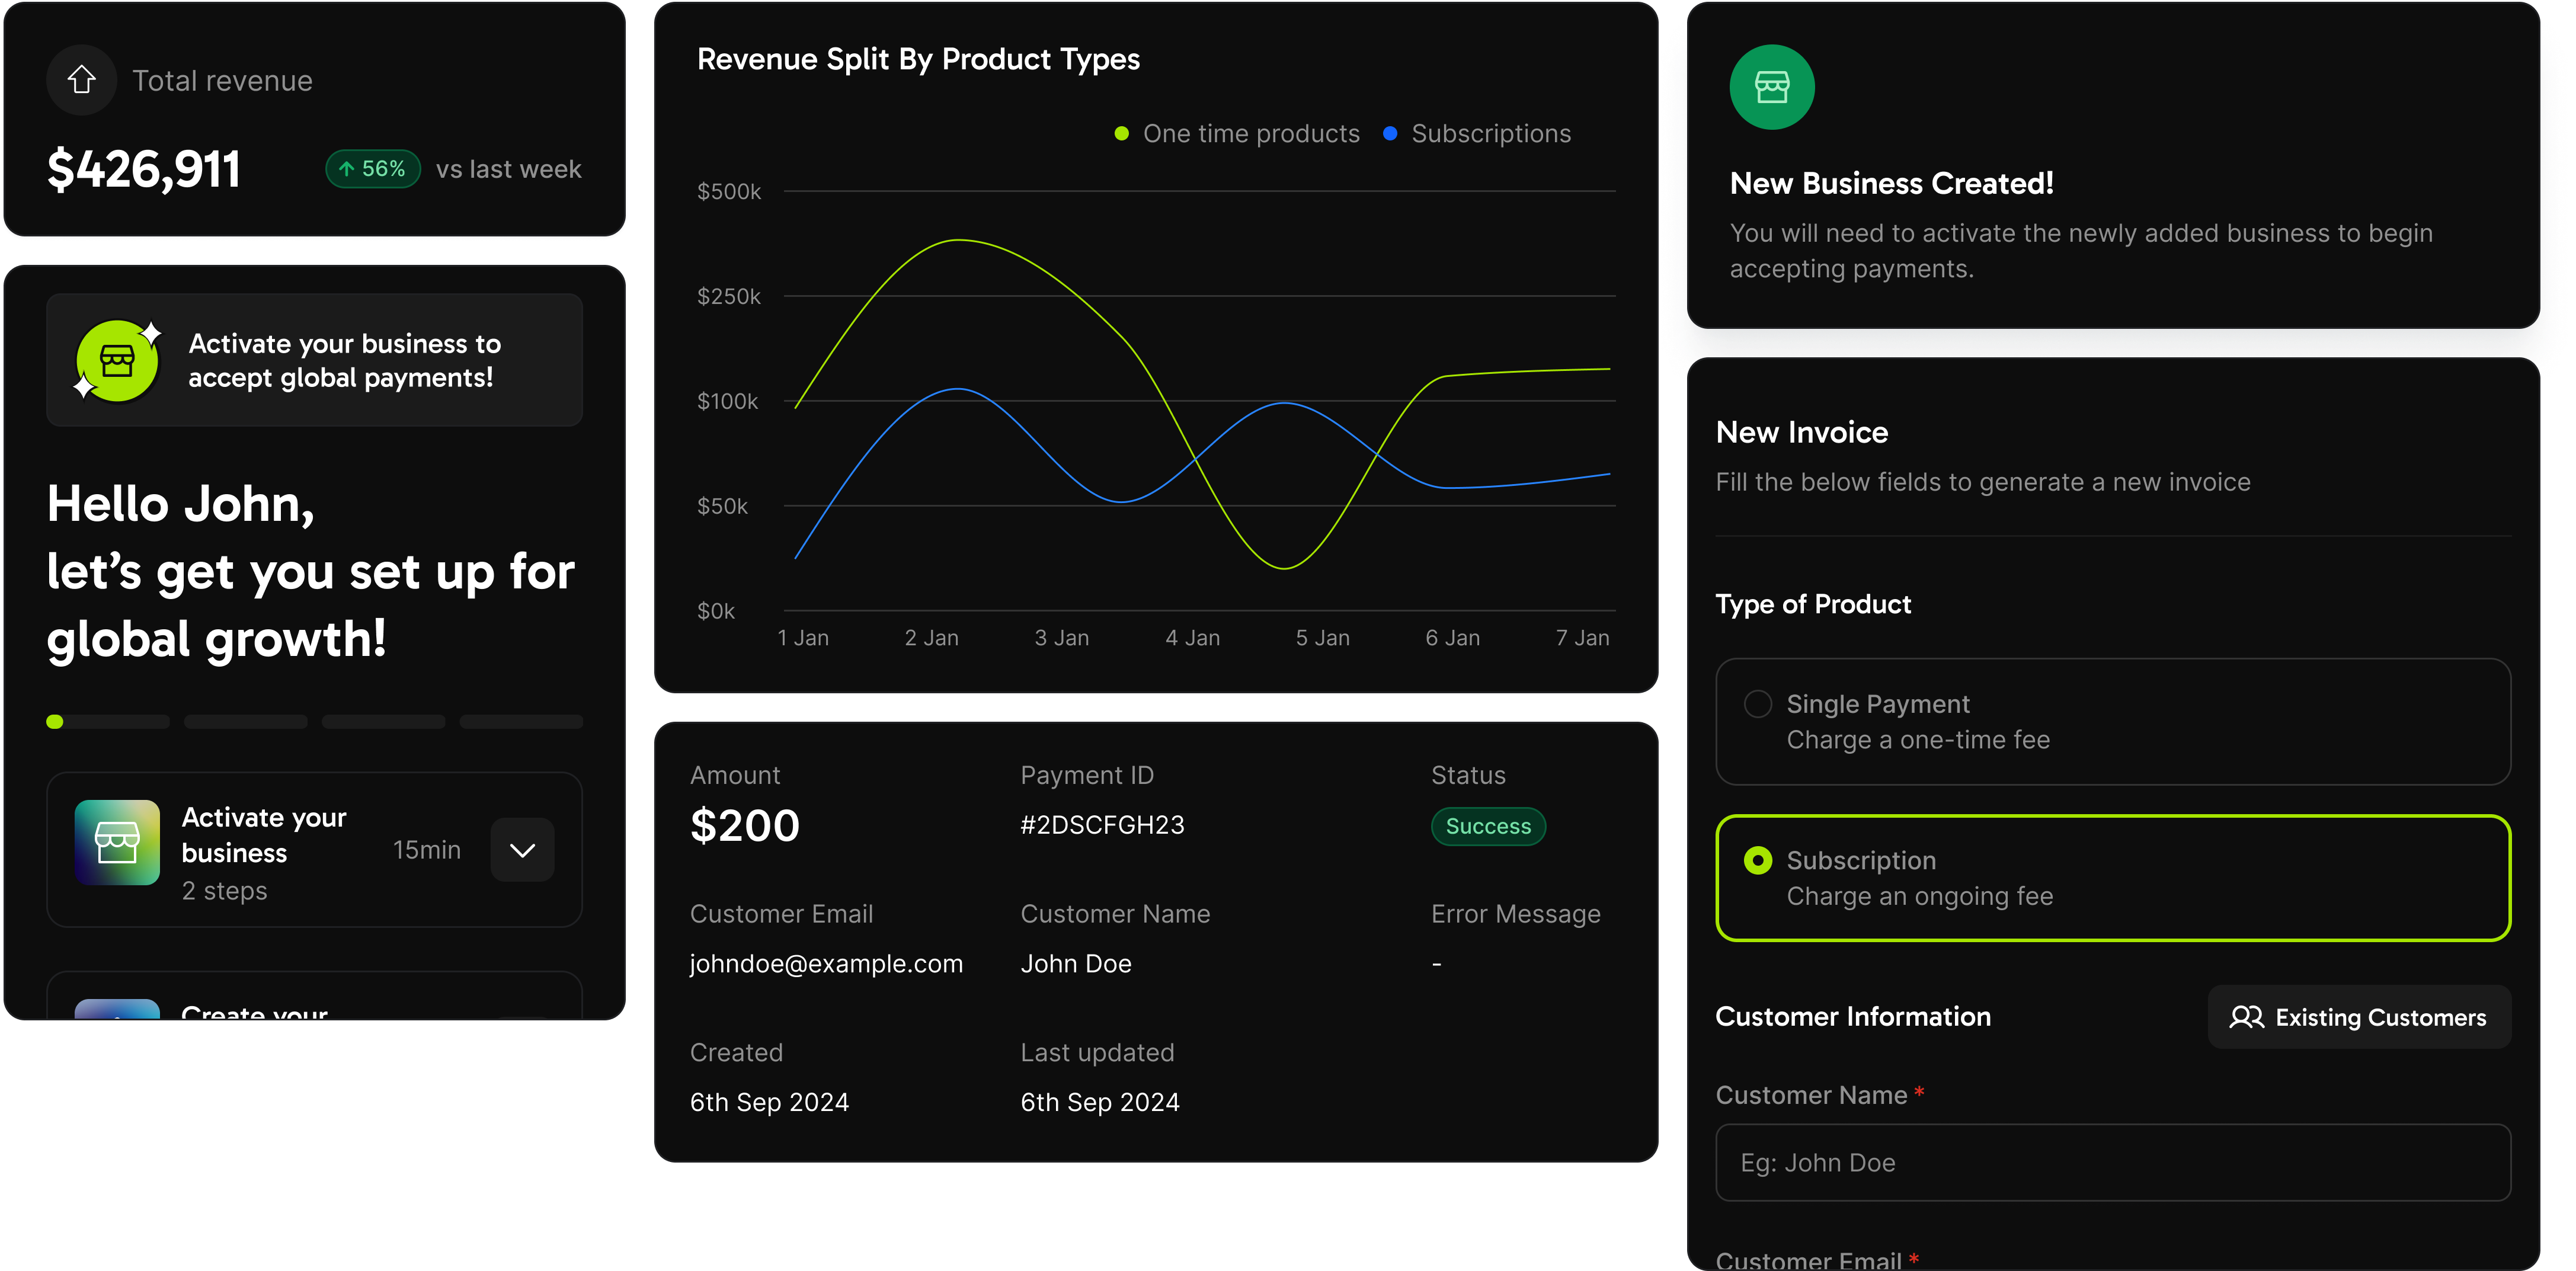 Total revenue
$426,911
56%
vs last week
Activate your business to
accept global payments!
Hello John,
let’s get you set up for
global growth!
Activate your
business
2 steps
15min
Create your
Revenue Split By Product Types
One time products
Subscriptions
$500k
$250k
$100k
$50k
$0k
1 Jan
2 Jan
3 Jan
4 Jan
5 Jan
6 Jan
7 Jan
Amount
$200
Payment ID
#2DSCFGH23
Status
Success
Customer Email
johndoe@example.com
Customer Name
John Doe
Error Message
-
Created
6th Sep 2024
Last updated
6th Sep 2024
New Business Created!
You will need to activate the newly added business to begin
accepting payments.
New Invoice
Fill the below fields to generate a new invoice
Type of Product
Single Payment
Charge a one-time fee
Subscription
Charge an ongoing fee
Customer Information
Existing Customers
Customer Name *
Eg: John Doe
Customer Email *